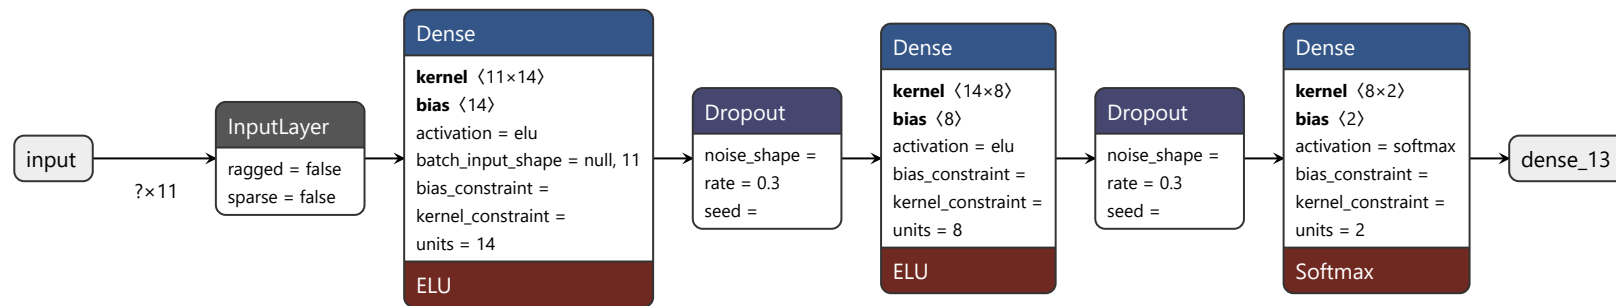 input
?×11
InputLayer
ragged = false
sparse = false
Dense
kernel 〈11×14〉
bias 〈14〉
activation = elu
batch_input_shape = null, 11
bias_constraint =
kernel_constraint =
units = 14
ELU
Dropout
noise_shape =
rate = 0.3
seed =
Dense
kernel 〈14×8〉
bias 〈8〉
activation = elu
bias_constraint =
kernel_constraint =
units = 8
ELU
Dropout
noise_shape =
rate = 0.3
seed =
Dense
kernel 〈8×2〉
bias 〈2〉
activation = softmax
bias_constraint =
kernel_constraint =
units = 2
Softmax
dense_13